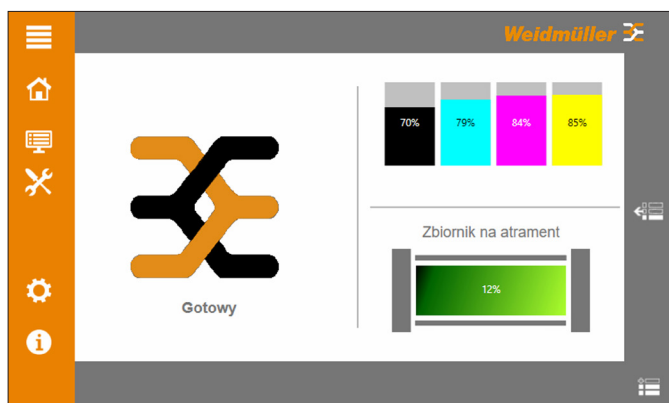 Weidmüller
70%
79%
84%
85%
Zbiornik na atrament
12%
Gotowy